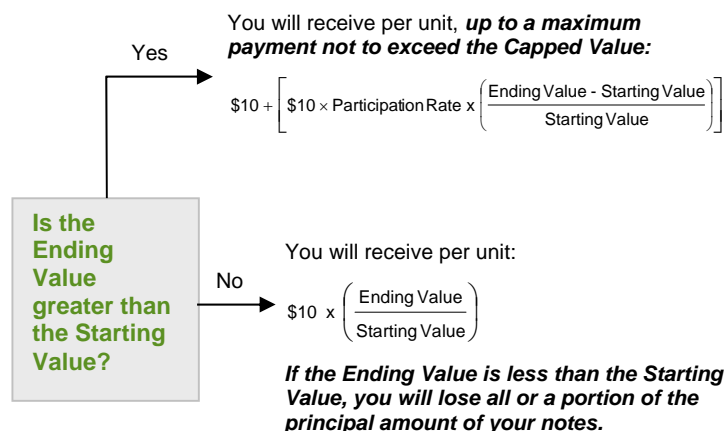 You will receive per unit, up to a maximum
payment not to exceed the Capped Value:
Yes
$10 + [ $10 × Participation Rate x ( Ending Value - Starting Value / Starting Value ) ]
Is the
Ending
Value
greater than
the Starting
Value?
No
You will receive per unit:
$10 x ( Ending Value / Starting Value )
If the Ending Value is less than the Starting
Value, you will lose all or a portion of the
principal amount of your notes.